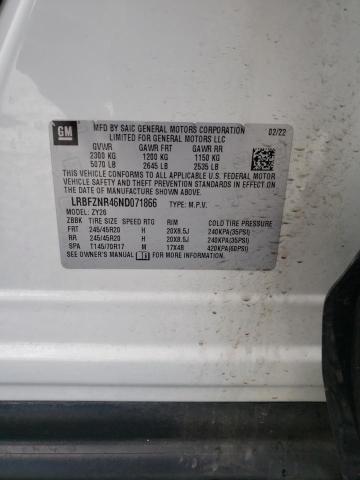 GM
MFD BY SAIC GENERAL MOTORS CORPORATION 02/22
LIMITED FOR GENERAL MOTORS LLC
GVWR GAWR FRT GAWR RR
2300 KG 1200 KG 1150 KG
5070 LB 2645 LB 2535 LB
THIS VEHICLE CONFORMS TO ALL APPLICABLE U.S. FEDERAL MOTOR
VEHICLE SAFETY, BUMPER, AND THEFT PREVENTION STANDARDS
IN EFFECT ON THE DATE OF MANUFACTURE SHOWN ABOVE.
LRBFZNR46ND071866 TYPE: M.P.V.
MODEL: ZY26
ZBBK TIRE SIZE SPEED RTG RIM COLD TIRE PRESSURE
FRT 245/45R20 H 20X8.5J 240KPA(35PSI)
RR 245/45R20 H 20X8.5J 240KPA(35PSI)
SPA T145/70R17 M 17X4B 420KPA(60PSI)
SEE OWNER'S MANUAL FOR MORE INFORMATION.